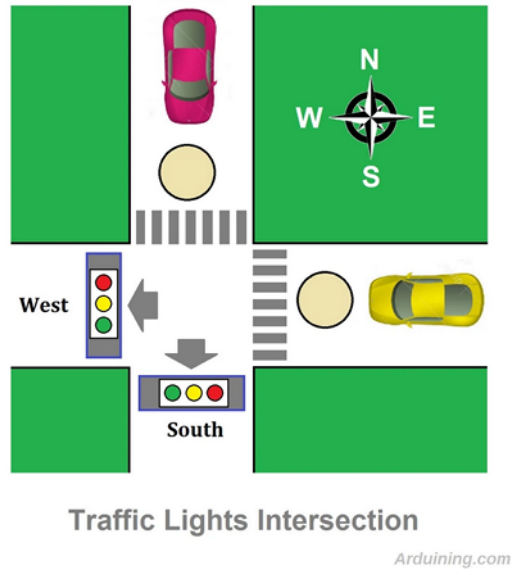 N
W E
S
West
South
Traffic Lights Intersection
Arduining.com